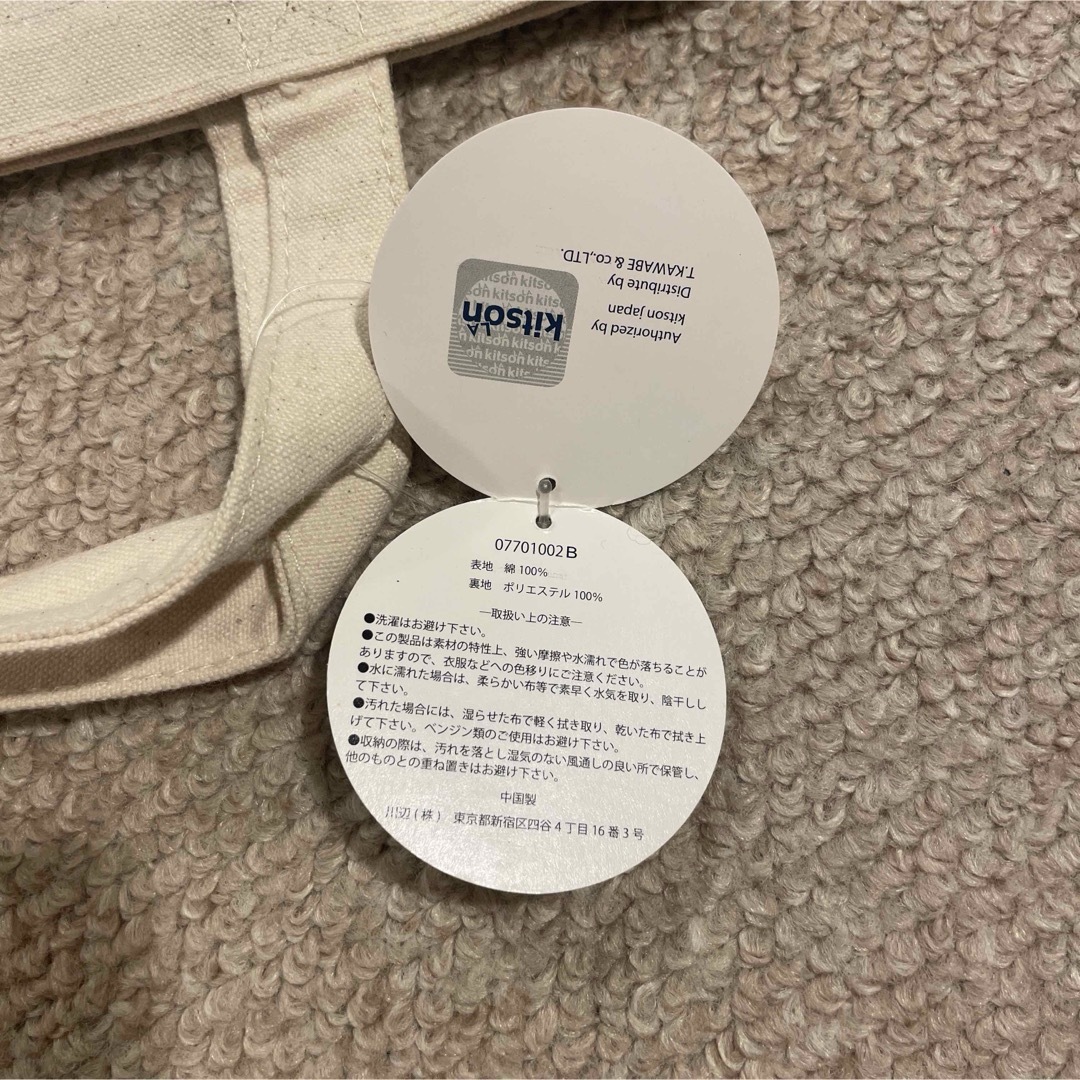 Authorized by
kitson japan
Distribute by
T.KAWABE & co.,LTD.
kitson
LA
07701002 B
表地 綿 100%
裏地 ポリエステル 100%
—取扱い上の注意—
●洗濯はお避け下さい。
●この製品は素材の特性上、強い摩擦や水濡れで色が落ちることが
ありますので、衣服などへの色移りにご注意ください。
●水に濡れた場合は、柔らかい布等で素早く水気を取り、陰干しし
て下さい。
●汚れた場合には、湿らせた布で軽く拭き取り、乾いた布で拭き上
げて下さい。ベンジン類のご使用はお避け下さい。
●収納の際は、汚れを落とし湿気のない風通しの良い所で保管し、
他のものとの重ね置きはお避け下さい。
中国製
川辺 ( 株 ) 東京都新宿区四谷 4 丁目 16 番 3 号